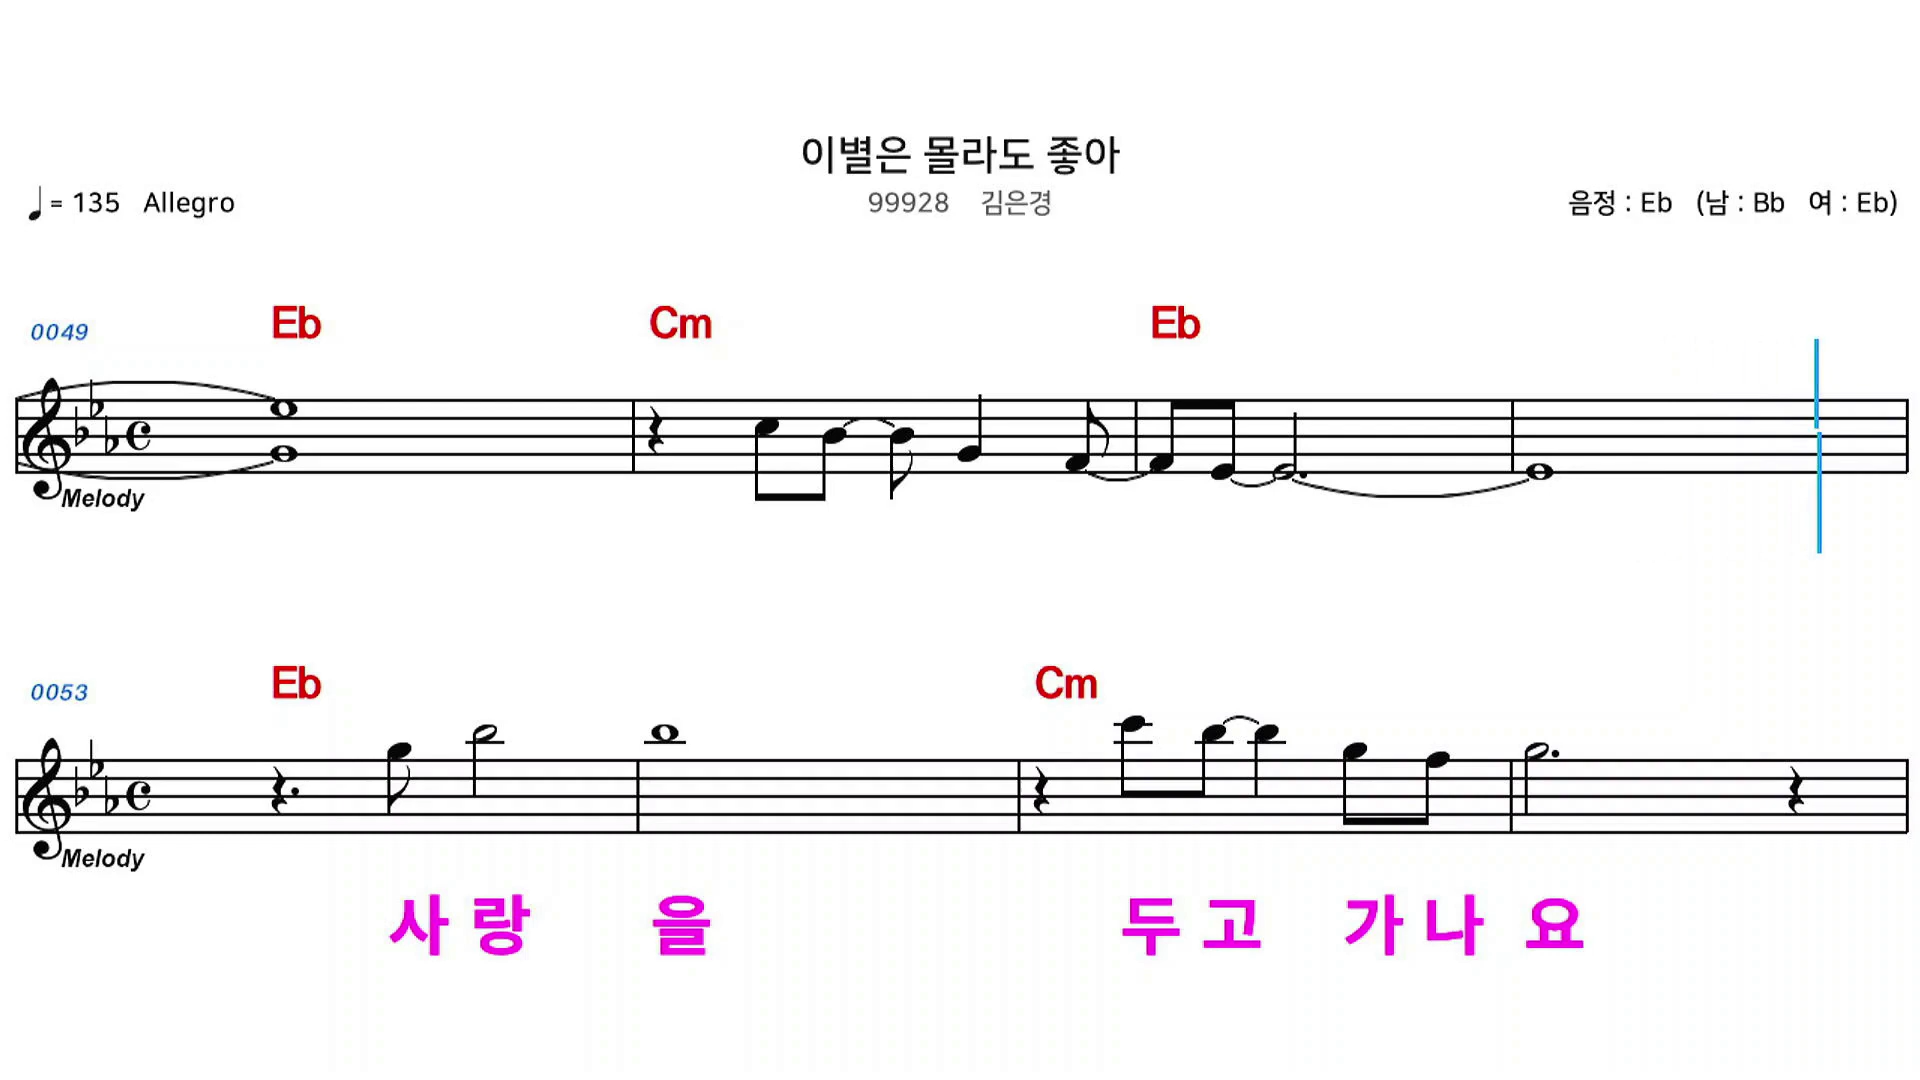 이별은 몰라도 좋아
♩= 135 Allegro 99928 김은경 음정 : Eb (남 : Bb 여 : Eb)
0049 Eb Cm Eb
Melody
0053 Eb Cm
Melody
사 랑 을 두 고 가 나 요